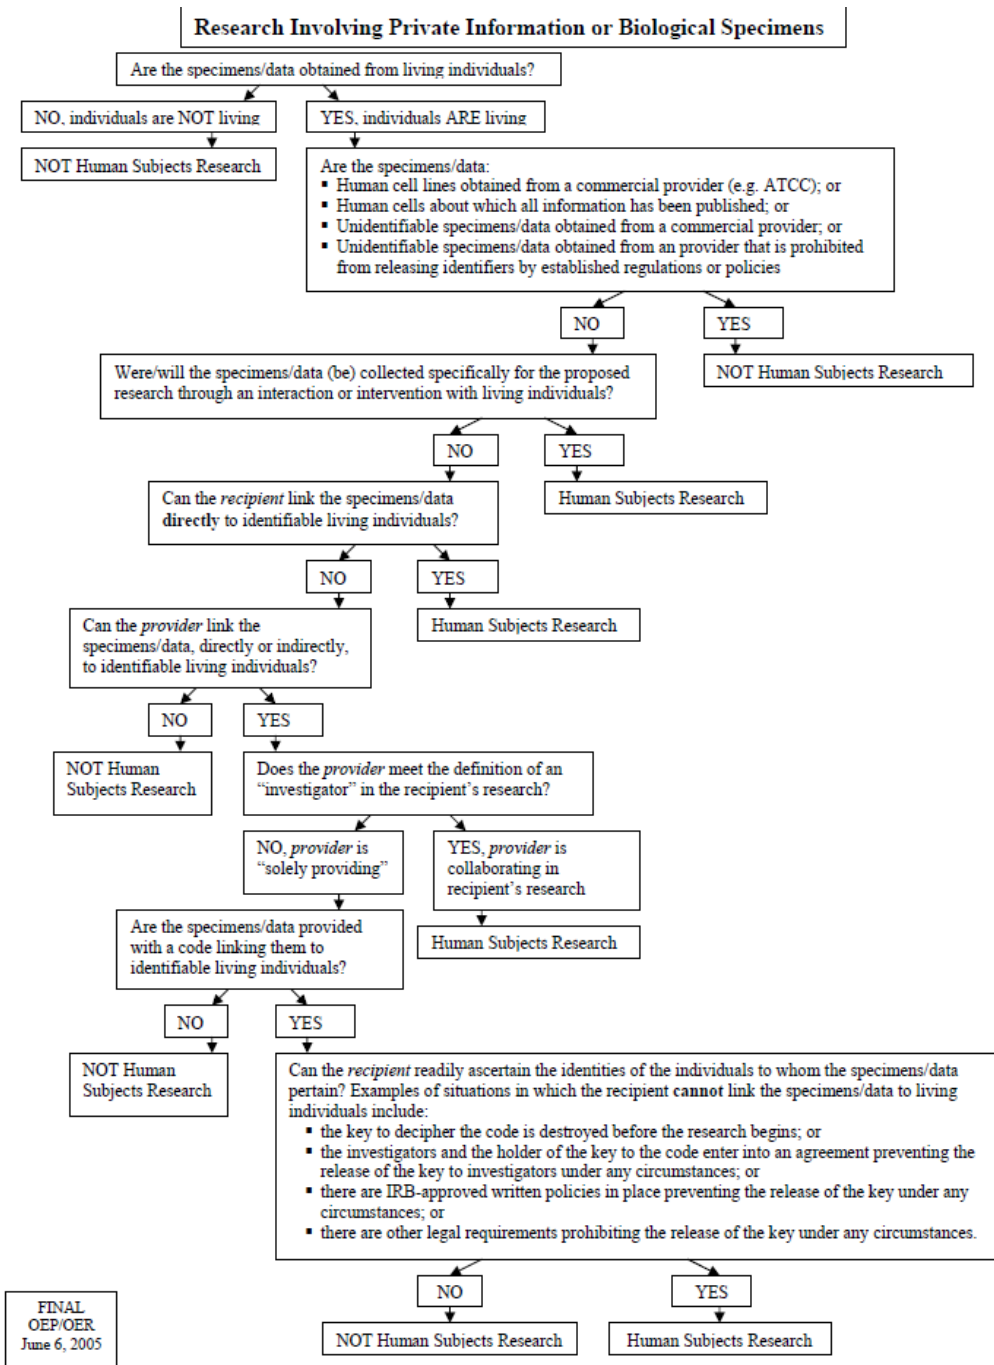 Research Involving Private Information or Biological Specimens
Are the specimens/data obtained from living individuals?
NO, individuals are NOT living
YES, individuals ARE living
NOT Human Subjects Research
Are the specimens/data:
▪ Human cell lines obtained from a commercial provider (e.g. ATCC); or
▪ Human cells about which all information has been published; or
▪ Unidentifiable specimens/data obtained from a commercial provider; or
▪ Unidentifiable specimens/data obtained from an provider that is prohibited
from releasing identifiers by established regulations or policies
NO
YES
NOT Human Subjects Research
Were/will the specimens/data (be) collected specifically for the proposed
research through an interaction or intervention with living individuals?
NO
YES
Human Subjects Research
Can the recipient link the specimens/data
directly to identifiable living individuals?
NO
YES
Human Subjects Research
Can the provider link the
specimens/data, directly or indirectly,
to identifiable living individuals?
NO
YES
NOT Human
Subjects Research
Does the provider meet the definition of an
“investigator” in the recipient’s research?
NO, provider is
“solely providing”
YES, provider is
collaborating in
recipient’s research
Human Subjects Research
Are the specimens/data provided
with a code linking them to
identifiable living individuals?
NO
YES
NOT Human
Subjects Research
Can the recipient readily ascertain the identities of the individuals to whom the specimens/data
pertain? Examples of situations in which the recipient cannot link the specimens/data to living
individuals include:
▪ the key to decipher the code is destroyed before the research begins; or
▪ the investigators and the holder of the key to the code enter into an agreement preventing the
release of the key to investigators under any circumstances; or
▪ there are IRB-approved written policies in place preventing the release of the key under any
circumstances; or
▪ there are other legal requirements prohibiting the release of the key under any circumstances.
NO
YES
NOT Human Subjects Research
Human Subjects Research
FINAL
OEP/OER
June 6, 2005